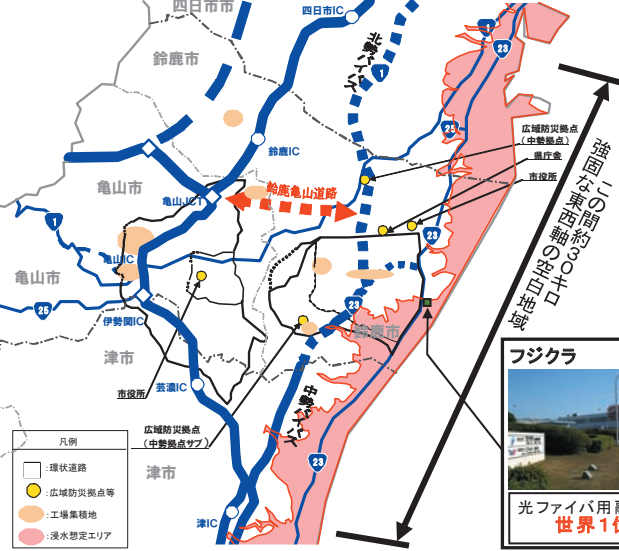 四日市市
四日市IC
鈴鹿市
北勢バイパス
1
1
23
25
鈴鹿IC
広域防災拠点
（中勢拠点）
県庁舎
市役所
亀山市
亀山JCT
鈴鹿亀山道路
この間約30キロ
強固な東西軸の空白地域
1
23
亀山IC
亀山市
25
伊勢関IC
23
鈴鹿市
津市
フジクラ
市役所
芸濃IC
中勢バイパス
広域防災拠点
（中勢拠点サブ）
凡例
:環状道路
:広域防災拠点等
:工場集積地
:浸水想定エリア
津市
23
津IC
光ファイバ用
世界1